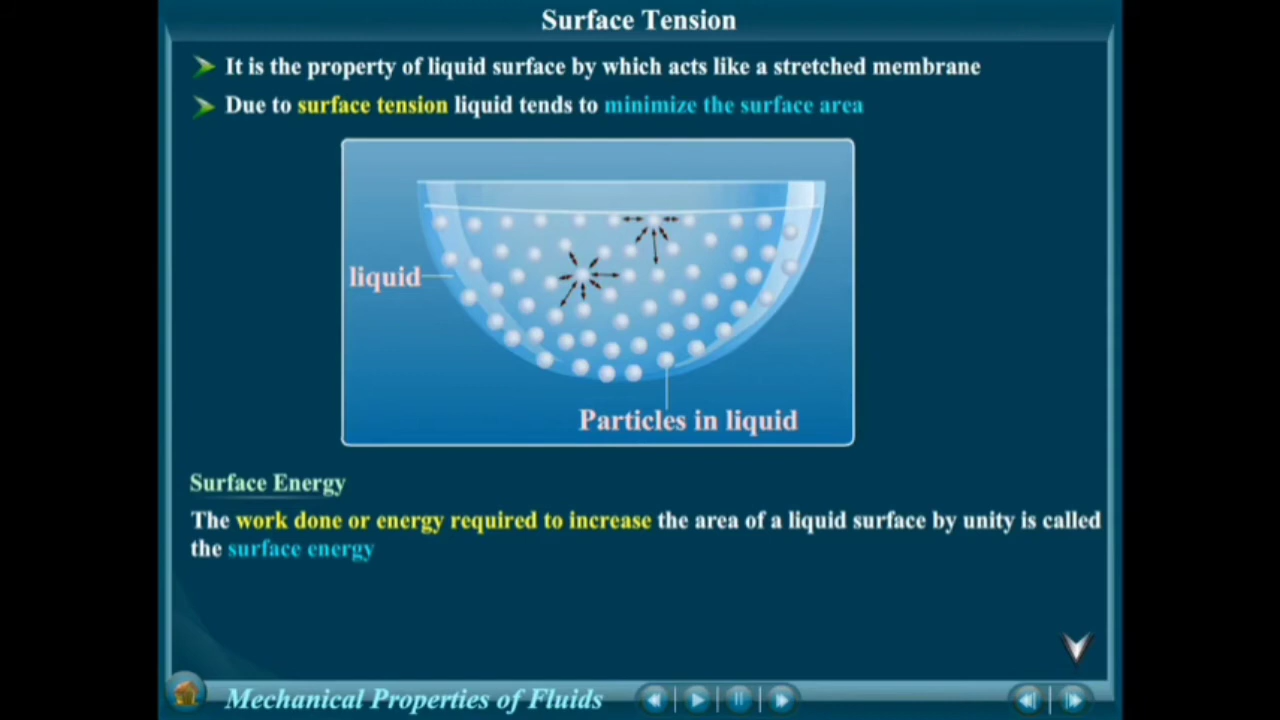 Surface Tension
It is the property of liquid surface by which acts like a stretched membrane
Due to surface tension liquid tends to minimize the surface area
liquid
Particles in liquid
Surface Energy
The work done or energy required to increase the area of a liquid surface by unity is called
the surface energy
Mechanical Properties of Fluids